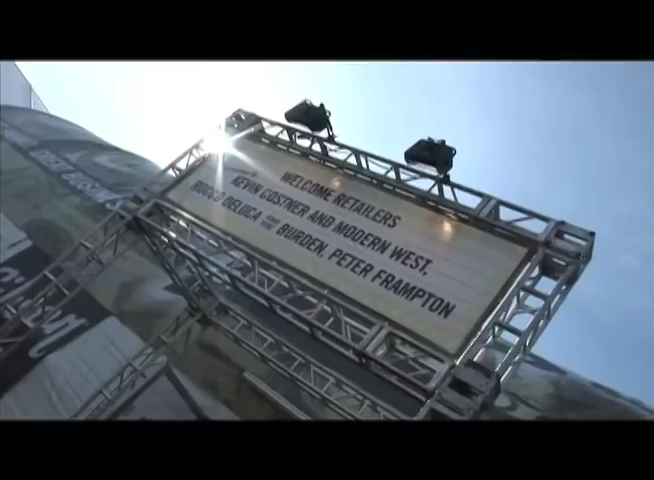 WELCOME RETAILERS
KEVIN COSTNER AND MODERN WEST,
ROCCO DELUCA AND THE BURDEN, PETER FRAMPTON